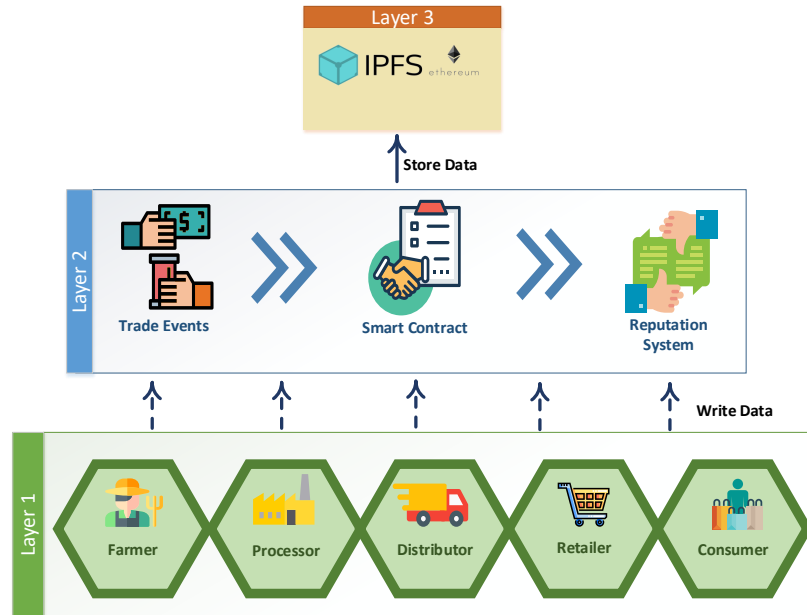 Layer 3
IPFS
ethereum
Store Data
Layer 2
$
Trade Events
Smart Contract
Reputation
System
Write Data
Layer 1
Farmer
Processor
Distributor
Retailer
Consumer